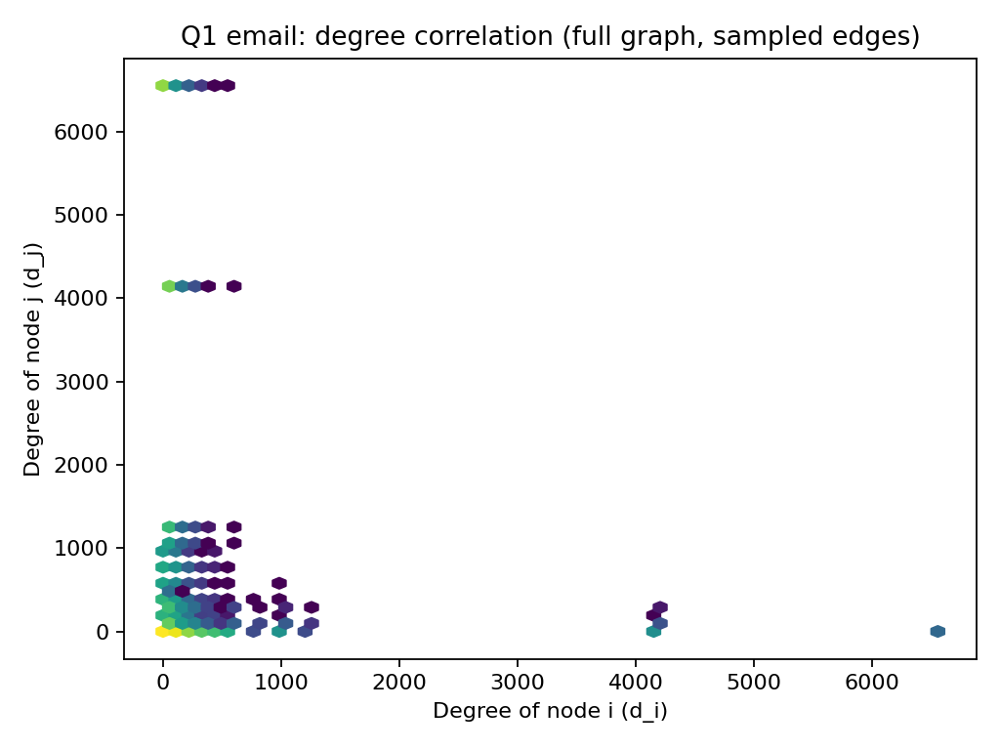 Q1 email: degree correlation (full graph, sampled edges)
Degree of node j (d_j)
6000
5000
4000
3000
2000
1000
0
0 1000 2000 3000 4000 5000 6000
Degree of node i (d_i)